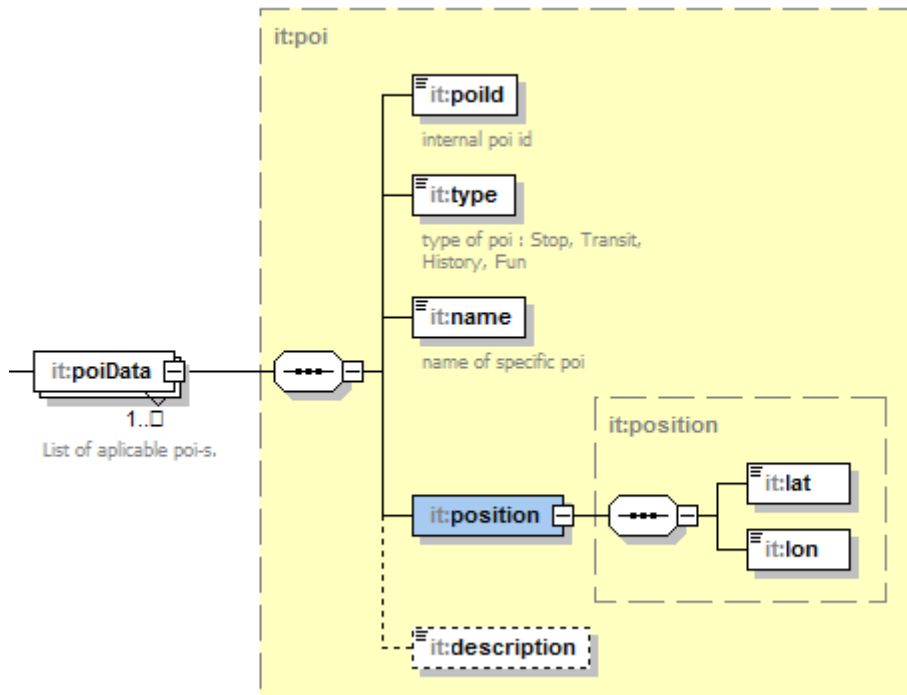 it:poi
it:poiId
internal poi id
it:type
type of poi : Stop, Transit,
History, Fun
it:name
name of specific poi
it:poiData
1..□
List of aplicable poi-s.
it:position
it:position
it:lat
it:lon
it:description